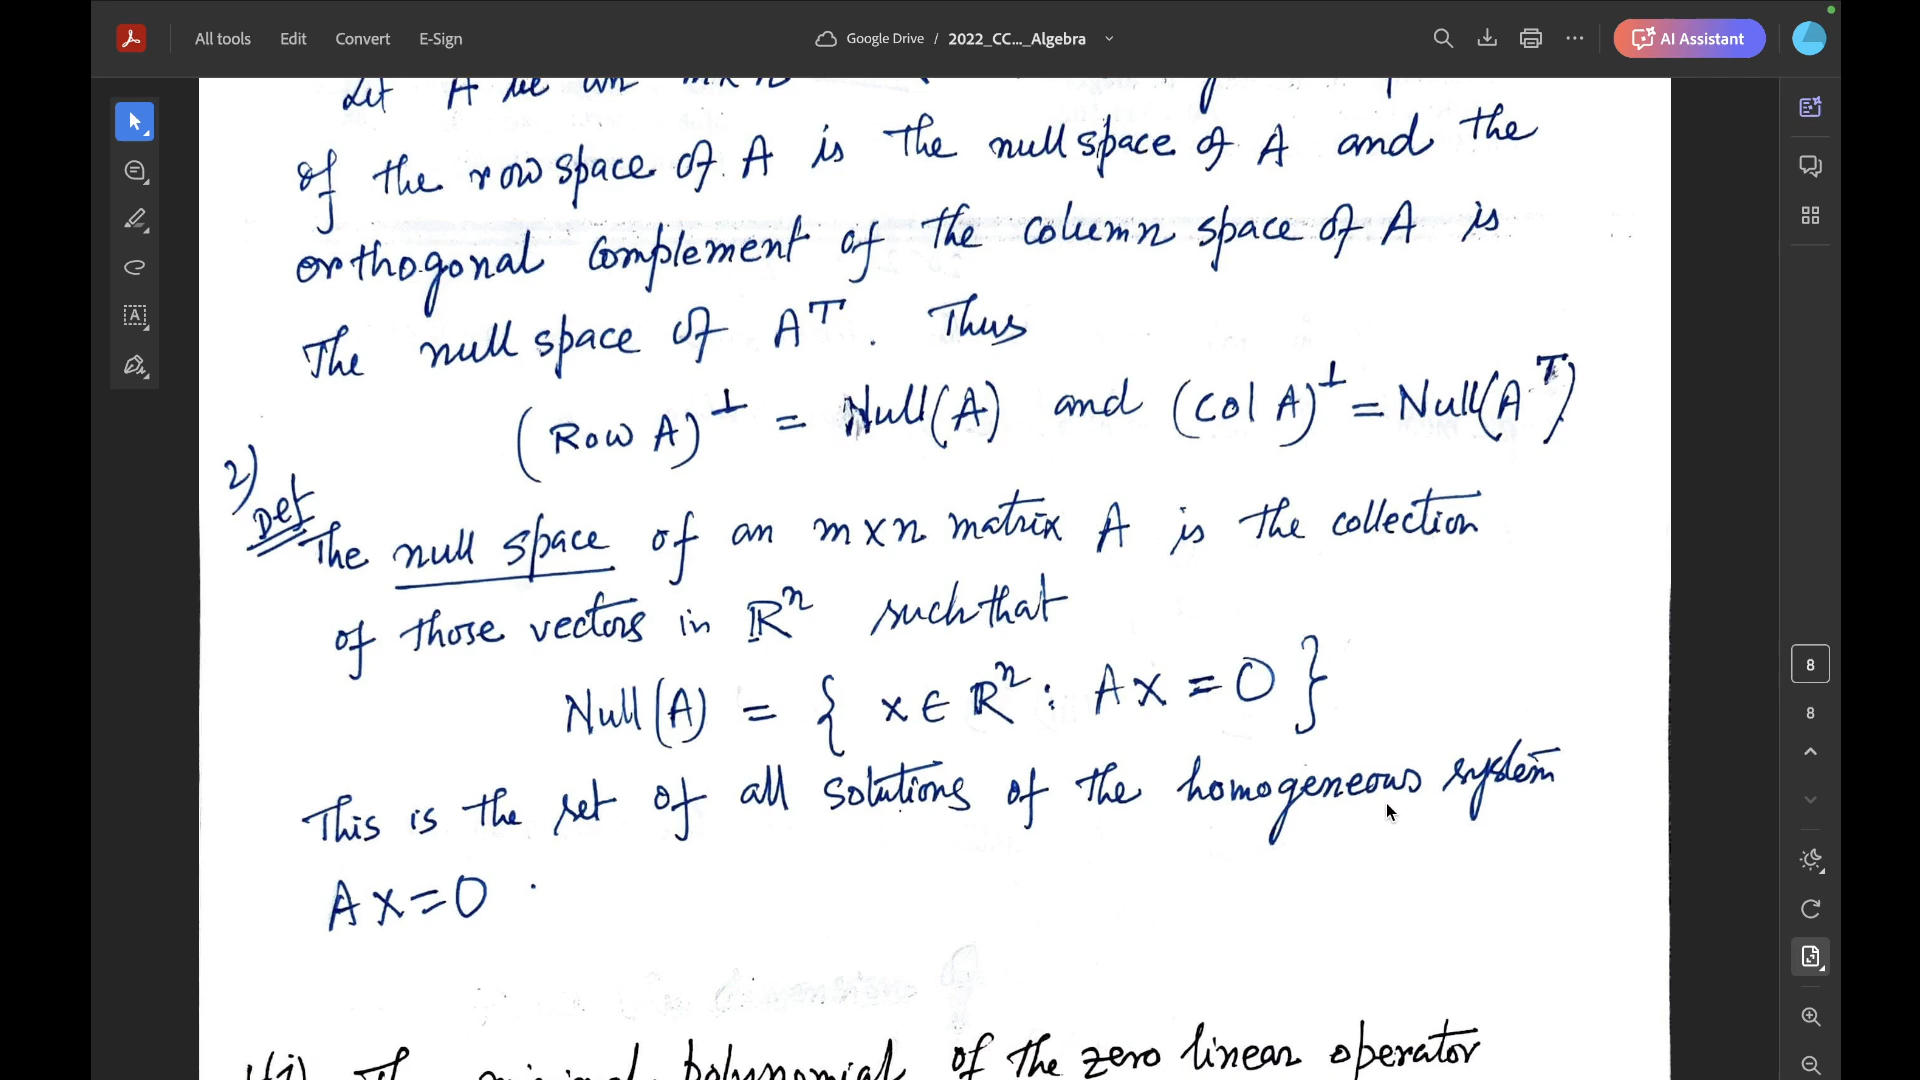 All tools Edit Convert E-Sign Google Drive / 2022_CC..._Algebra AI Assistant
Let A be an m x n
of the row space of A is the null space of A and the
orthogonal complement of the column space of A is
The null space of A^T. Thus
(Row A)^⊥ = Null(A) and (Col A)^⊥ = Null(A^T)
2)
Def
The null space of an m x n matrix A is the collection
of those vectors in ℝ^n such that
Null(A) = { x ∈ ℝ^n : Ax = 0 }
This is the set of all solutions of the homogeneous system
Ax = 0.
of the zero linear operator
8
8